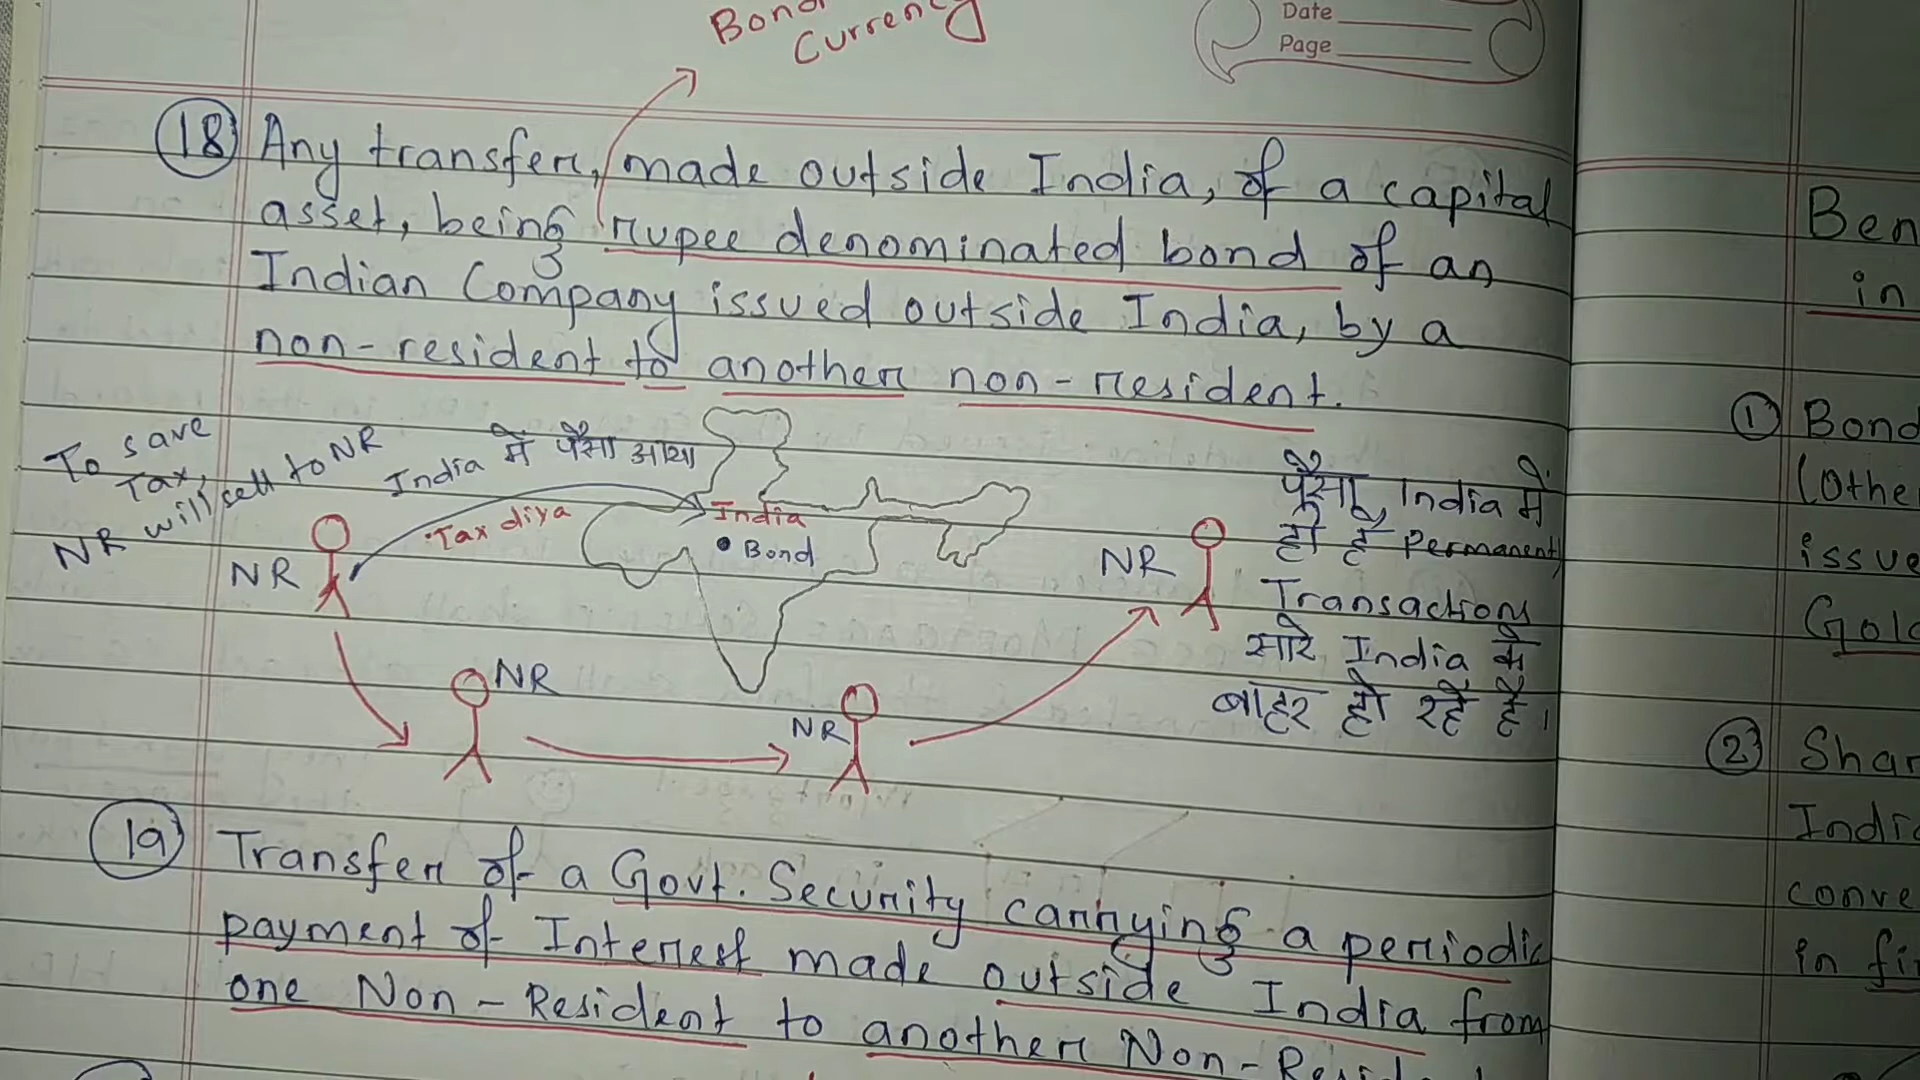 Bond
Currency
Date
Page
18 Any transfer, made outside India, of a capital
asset, being rupee denominated bond of an
Indian Company issued outside India, by a
non-resident to another non-resident.
To save
Tax,
NR will sell to NR
India में पैसा आया
Tax diya
India
Bond
NR
NR
NR
NR
पैसा India में
ही है Permanent
Transactions
सारे India के
बाहर हो रहे हैं।
19 Transfer of a Govt. Security carrying a periodic
payment of Interest made outside India from
one Non-Resident to another Non-
Ben
in
1 Bond
(Othe
issue
Gold
2 Shar
India
conve
in